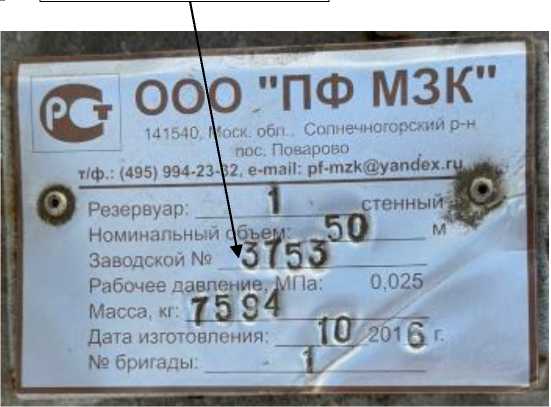 РСТ
ООО "ПФ МЗК"
141540, Моск. обл., Солнечногорский р-н
пос. Поварово
т/ф.: (495) 994-23-32, e-mail: pf-mzk@yandex.ru
Резервуар: 1 стенный
Номинальный объем: 50 м
Заводской № 3753
Рабочее давление, МПа: 0,025
Масса, кг: 7594
Дата изготовления: 10 2016 г.
№ бригады: 1